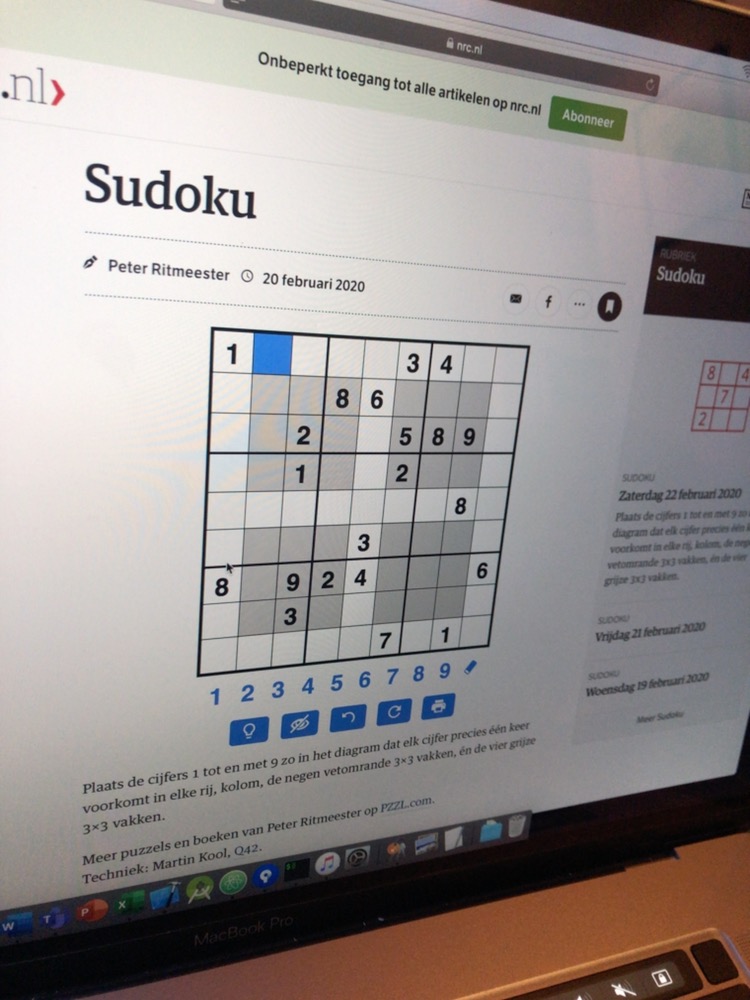 nrc.nl
Onbeperkt toegang tot alle artikelen op nrc.nl
Abonneer
.nl›
Sudoku
Peter Ritmeester 20 februari 2020
RUBRIEK
Sudoku
1 3 4
8 6
2 5 8 9
1 2
8
3
8 9 2 4 6
3
7 1
1 2 3 4 5 6 7 8 9
Plaats de cijfers 1 tot en met 9 zo in het diagram dat elk cijfer precies één keer
voorkomt in elke rij, kolom, de negen vetomrande 3×3 vakken, én de vier grijze
3×3 vakken.
Meer puzzels en boeken van Peter Ritmeester op PZZL.com.
Techniek: Martin Kool, Q42.
8 4
7
2
SUDOKU
Zaterdag 22 februari 2020
Plaats de cijfers 1 tot en met 9 zo
diagram dat elk cijfer precies één k
voorkomt in elke rij, kolom, de neg
vetomrande 3x3 vakken, én de vier
grijze 3x3 vakken.
SUDOKU
Vrijdag 21 februari 2020
SUDOKU
Woensdag 19 februari 2020
Meer Sudoku
W T P X
MacBook Pro